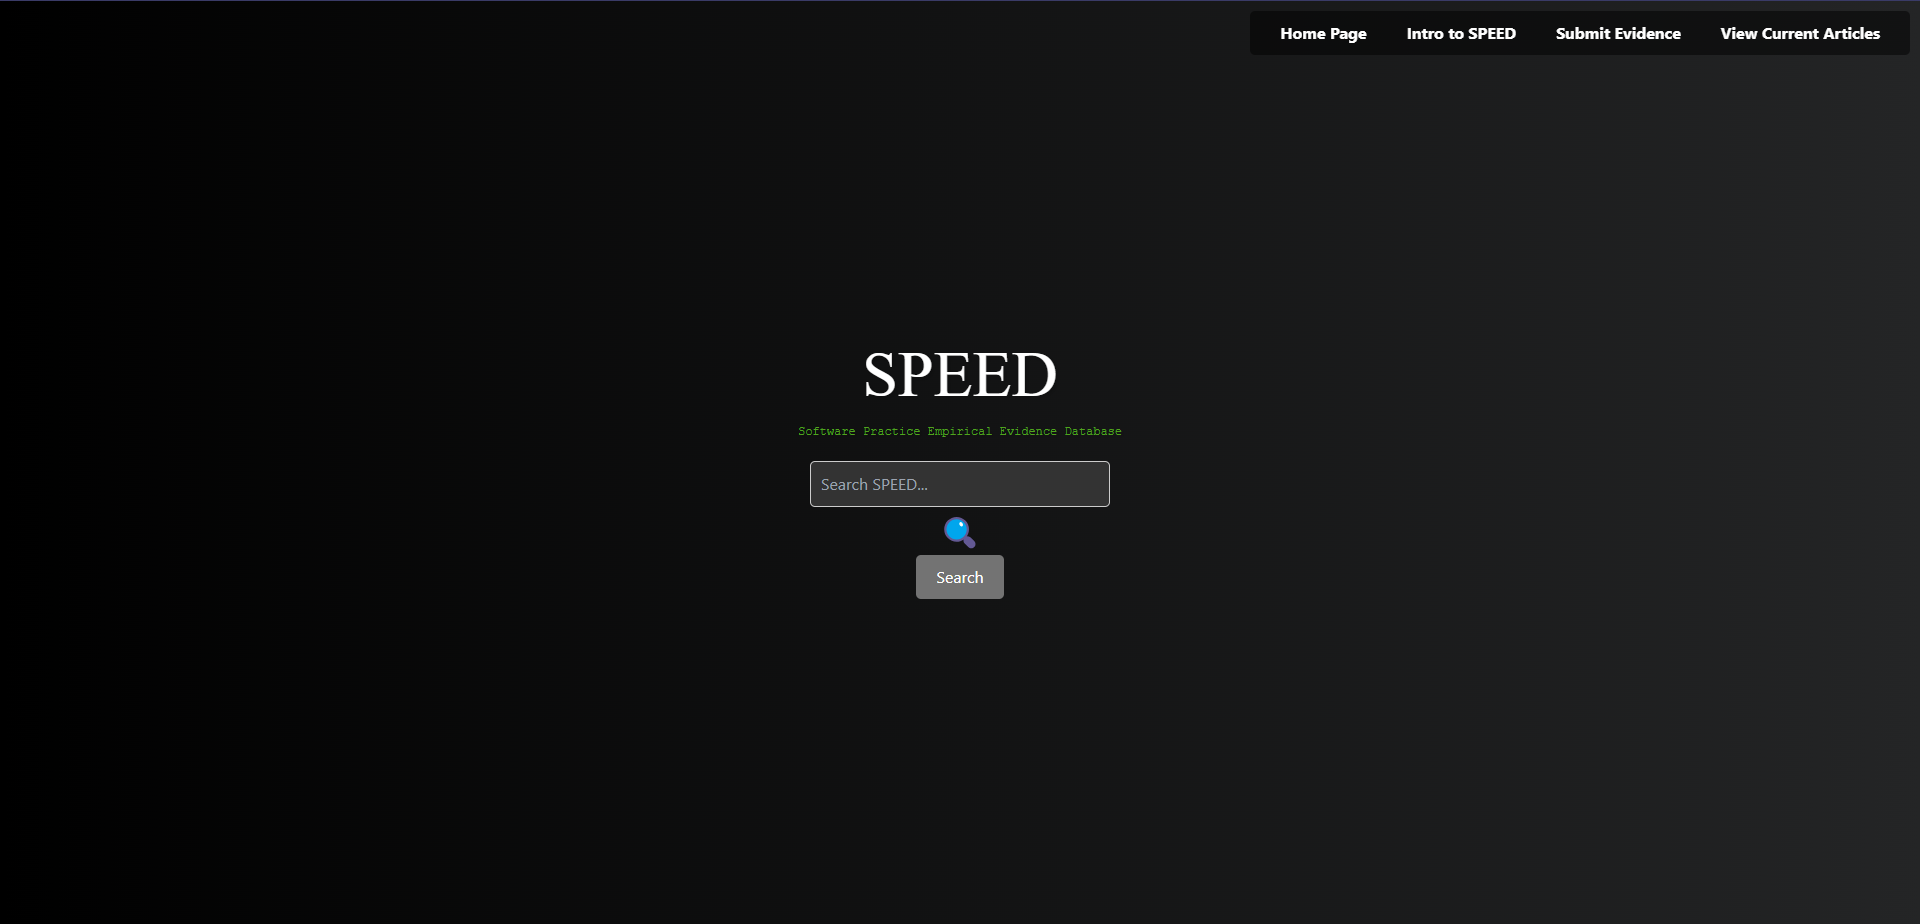 Home Page Intro to SPEED Submit Evidence View Current Articles
SPEED
Software Practice Empirical Evidence Database
Search SPEED...
Search